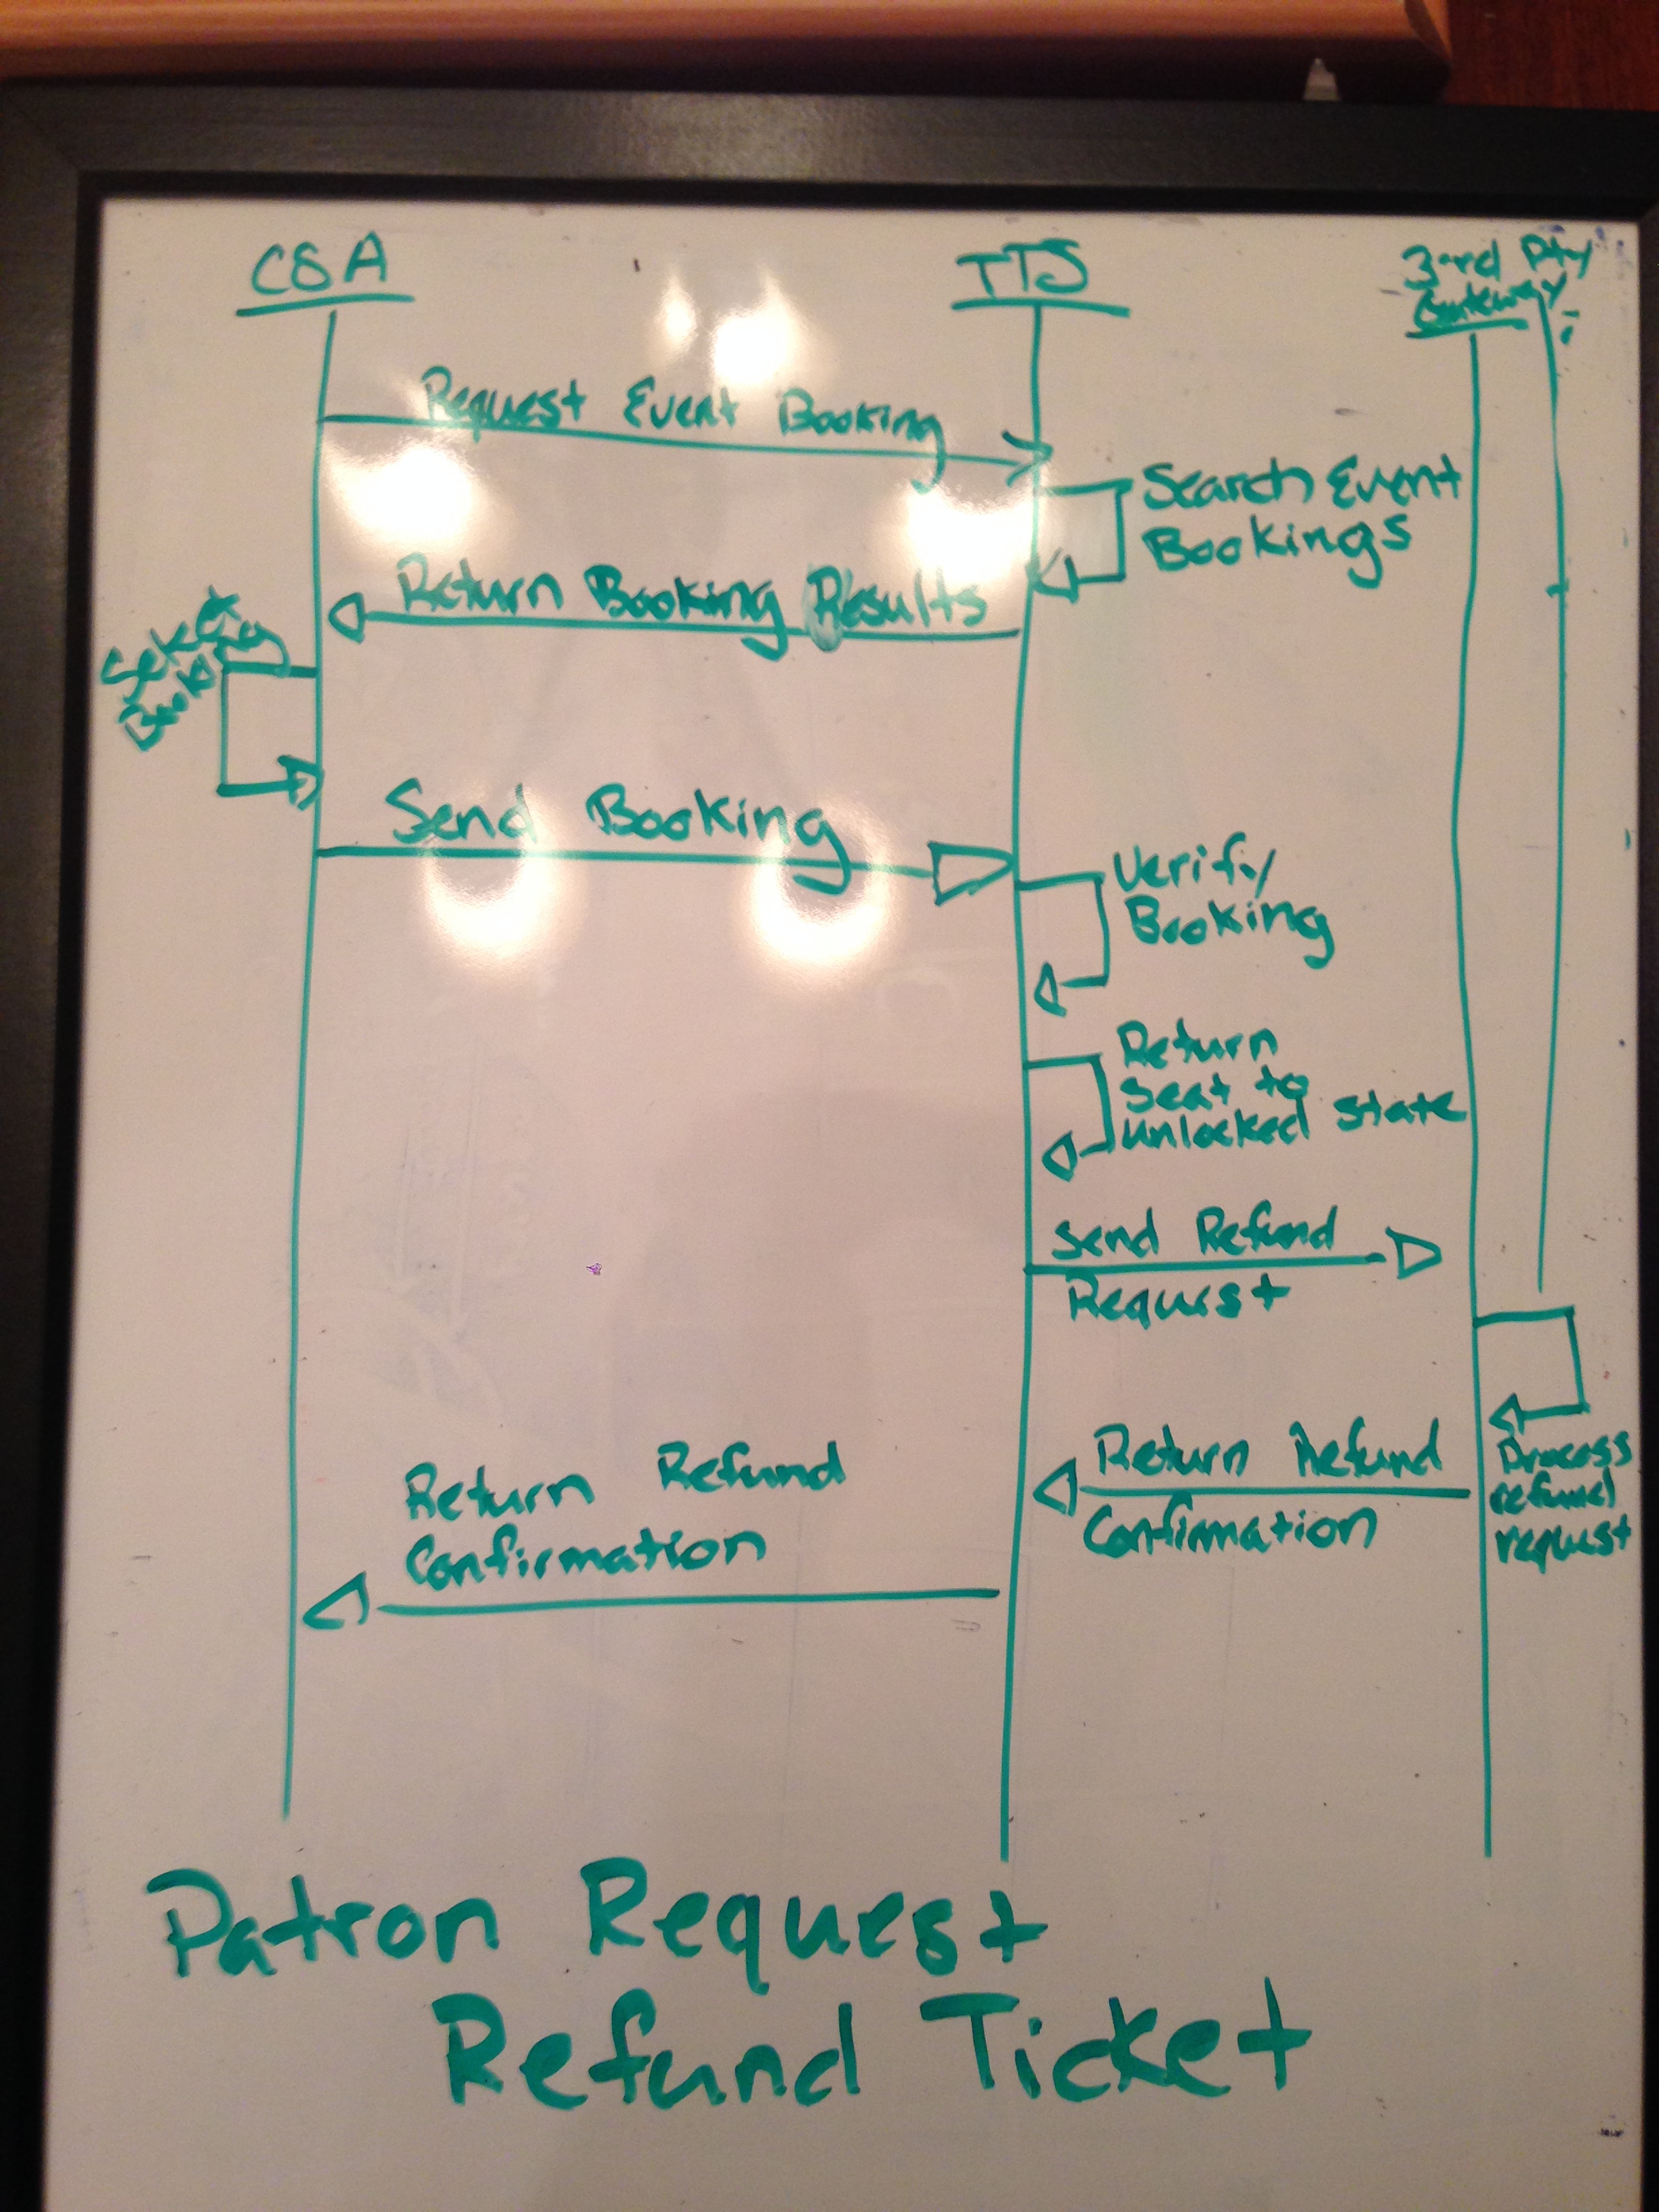 CSA
TTS
3rd Pty
Gateway
Request Event Booking
Search Event
Bookings
Return Booking Results
Select
Booking
Send Booking
Verify
Booking
Return
Seat to
unlocked state
Send Refund
Request
Process
refund
request
Return Refund
Confirmation
Return Refund
Confirmation
Patron Request
Refund Ticket